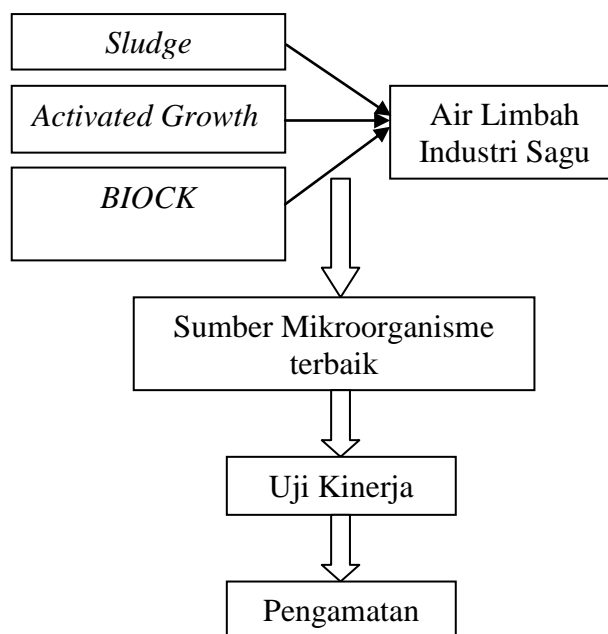 Sludge
Activated Growth
BIOCK
Air Limbah
Industri Sagu
Sumber Mikroorganisme
terbaik
Uji Kinerja
Pengamatan